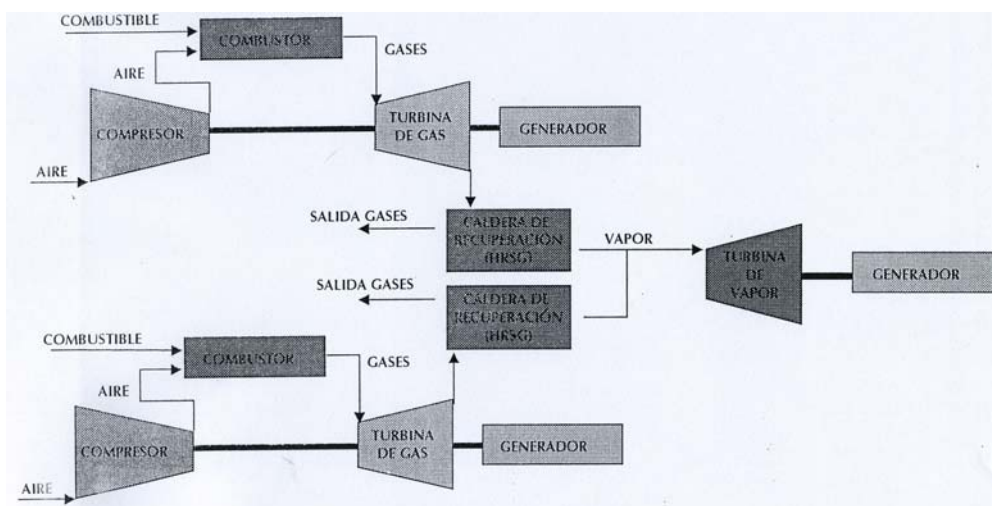 COMBUSTIBLE
COMBUSTOR
GASES
AIRE
COMPRESOR
TURBINA
DE GAS
GENERADOR
AIRE
SALIDA GASES
CALDERA DE
RECUPERACIÓN
(HRSG)
VAPOR
TURBINA
DE
VAPOR
GENERADOR
SALIDA GASES
CALDERA DE
RECUPERACIÓN
(HRSG)
COMBUSTIBLE
COMBUSTOR
GASES
AIRE
COMPRESOR
TURBINA
DE GAS
GENERADOR
AIRE